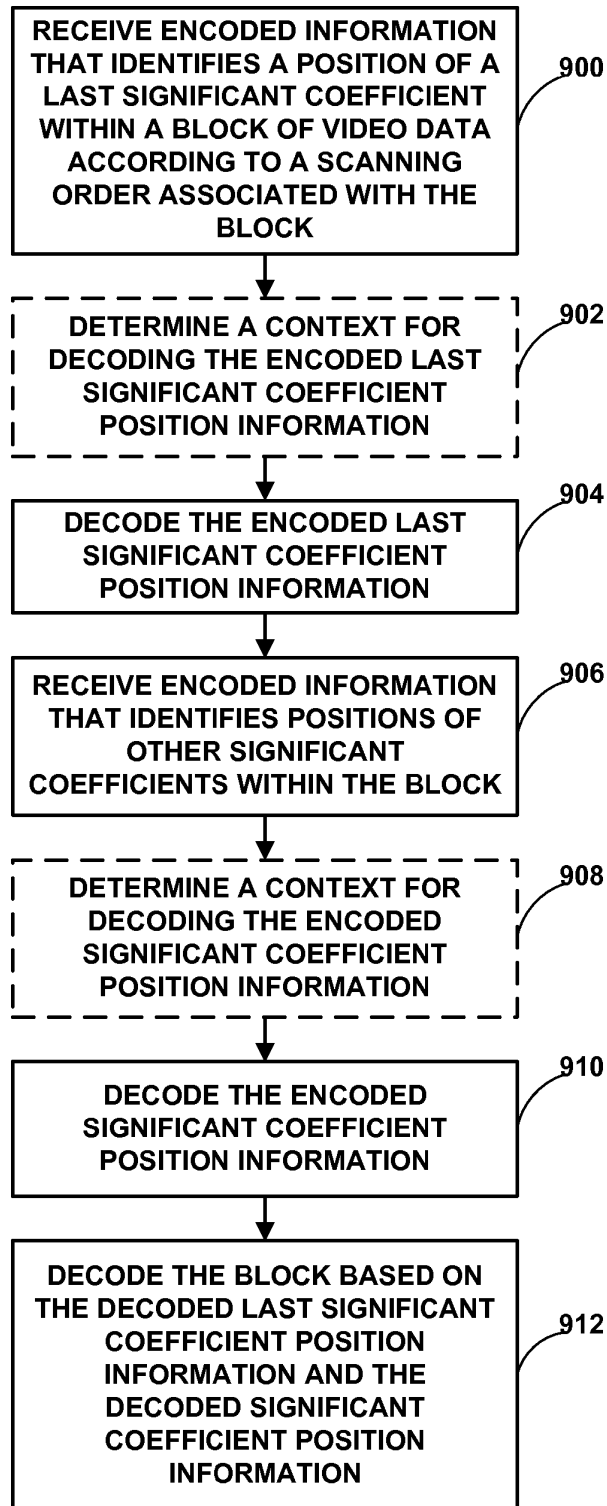 RECEIVE ENCODED INFORMATION
THAT IDENTIFIES A POSITION OF A
LAST SIGNIFICANT COEFFICIENT
WITHIN A BLOCK OF VIDEO DATA
ACCORDING TO A SCANNING
ORDER ASSOCIATED WITH THE
BLOCK
900
DETERMINE A CONTEXT FOR
DECODING THE ENCODED LAST
SIGNIFICANT COEFFICIENT
POSITION INFORMATION
902
DECODE THE ENCODED LAST
SIGNIFICANT COEFFICIENT
POSITION INFORMATION
904
RECEIVE ENCODED INFORMATION
THAT IDENTIFIES POSITIONS OF
OTHER SIGNIFICANT
COEFFICIENTS WITHIN THE BLOCK
906
DETERMINE A CONTEXT FOR
DECODING THE ENCODED
SIGNIFICANT COEFFICIENT
POSITION INFORMATION
908
DECODE THE ENCODED
SIGNIFICANT COEFFICIENT
POSITION INFORMATION
910
DECODE THE BLOCK BASED ON
THE DECODED LAST SIGNIFICANT
COEFFICIENT POSITION
INFORMATION AND THE
DECODED SIGNIFICANT
COEFFICIENT POSITION
INFORMATION
912